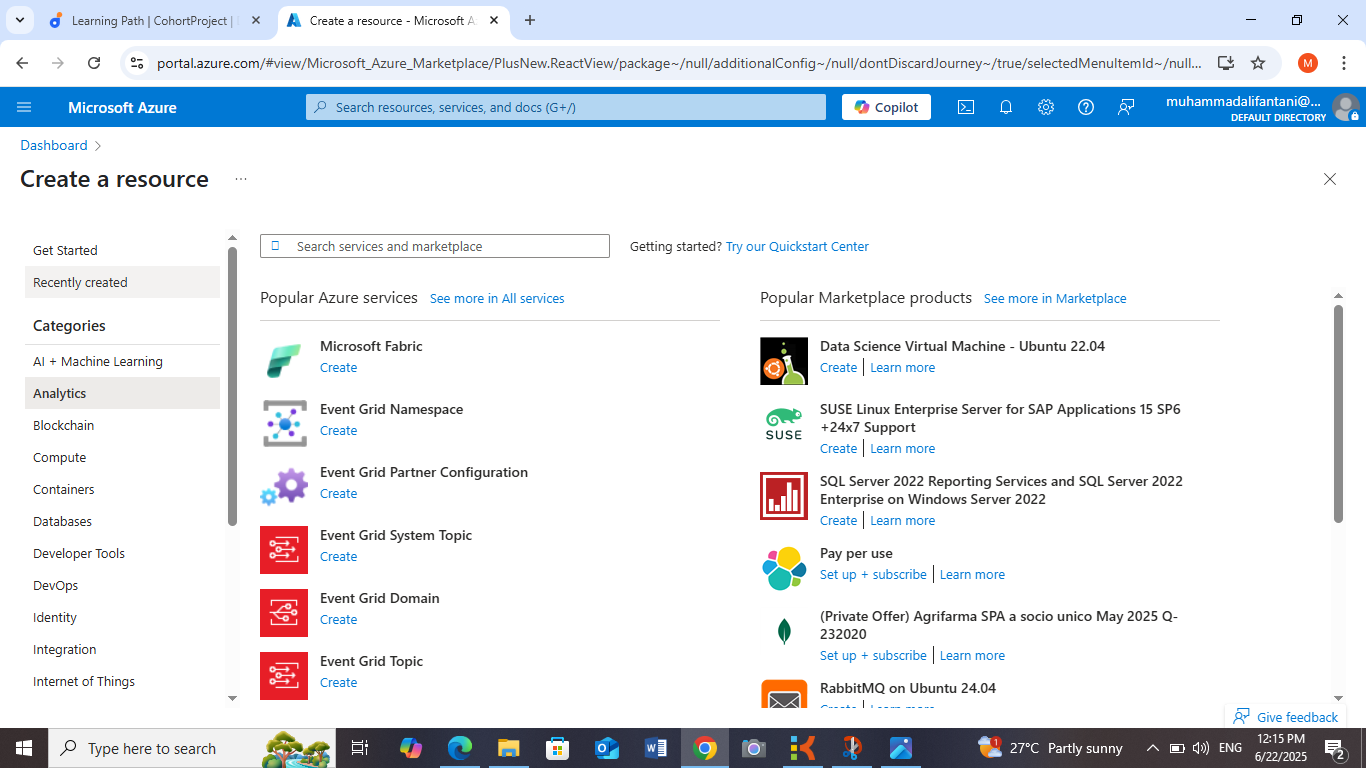 Learning Path | CohortProject |
Create a resource - Microsoft A
portal.azure.com/#view/Microsoft_Azure_Marketplace/PlusNew.ReactView/package~/null/additionalConfig~/null/dontDiscardJourney~/true/selectedMenuItemId~/null...
M
Microsoft Azure
Search resources, services, and docs (G+/)
Copilot
muhammadalifantani@...
DEFAULT DIRECTORY
Dashboard
Create a resource
...
Get Started
Recently created
Categories
AI + Machine Learning
Analytics
Blockchain
Compute
Containers
Databases
Developer Tools
DevOps
Identity
Integration
Internet of Things
Search services and marketplace
Getting started? Try our Quickstart Center
Popular Azure services See more in All services
Microsoft Fabric
Create
Event Grid Namespace
Create
Event Grid Partner Configuration
Create
Event Grid System Topic
Create
Event Grid Domain
Create
Event Grid Topic
Create
Popular Marketplace products See more in Marketplace
Data Science Virtual Machine - Ubuntu 22.04
Create | Learn more
SUSE
SUSE Linux Enterprise Server for SAP Applications 15 SP6
+24x7 Support
Create | Learn more
SQL Server 2022 Reporting Services and SQL Server 2022
Enterprise on Windows Server 2022
Create | Learn more
Pay per use
Set up + subscribe | Learn more
(Private Offer) Agrifarma SPA a socio unico May 2025 Q-
232020
Set up + subscribe | Learn more
RabbitMQ on Ubuntu 24.04
Create | Learn more
Give feedback
Type here to search
1
27°C Partly sunny
ENG
12:15 PM
6/22/2025
2